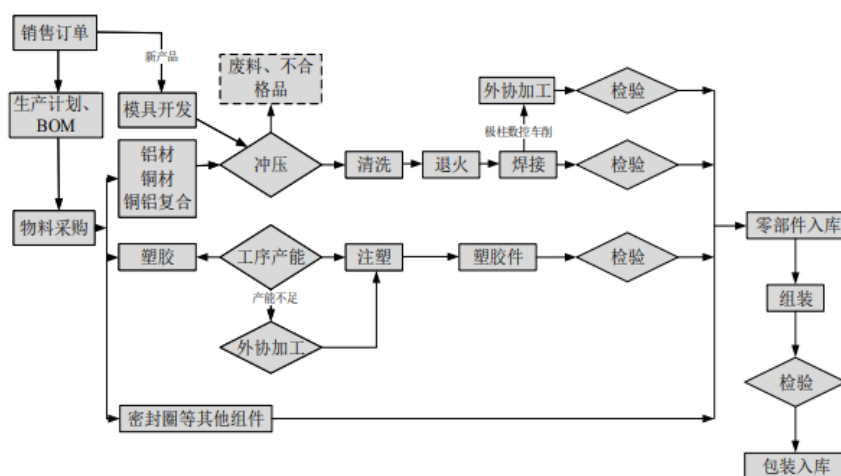 销售订单
新产品
废料、不合
格品
生产计划、
BOM
模具开发
外协加工
检验
极柱数控车削
铝材
铜材
铜铝复合
冲压
清洗
退火
焊接
检验
物料采购
零部件入库
塑胶
工序产能
注塑
塑胶件
检验
产能不足
组装
外协加工
检验
密封圈等其他组件
包装入库